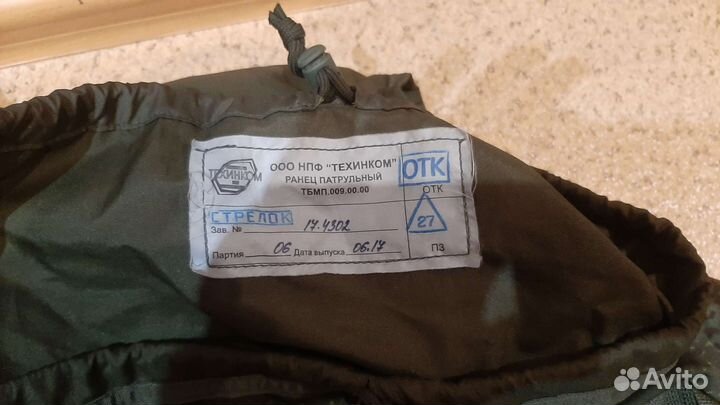 ООО НПФ "ТЕХИНКОМ"
РАНЕЦ ПАТРУЛЬНЫЙ
ТБМП.009.00.00
ТЕХИНКОМ
ОТК
ОТК
СТРЕЛОК
Зав. № 17.4302
27
Партия 06 Дата выпуска 06.17
ПЗ
Avito